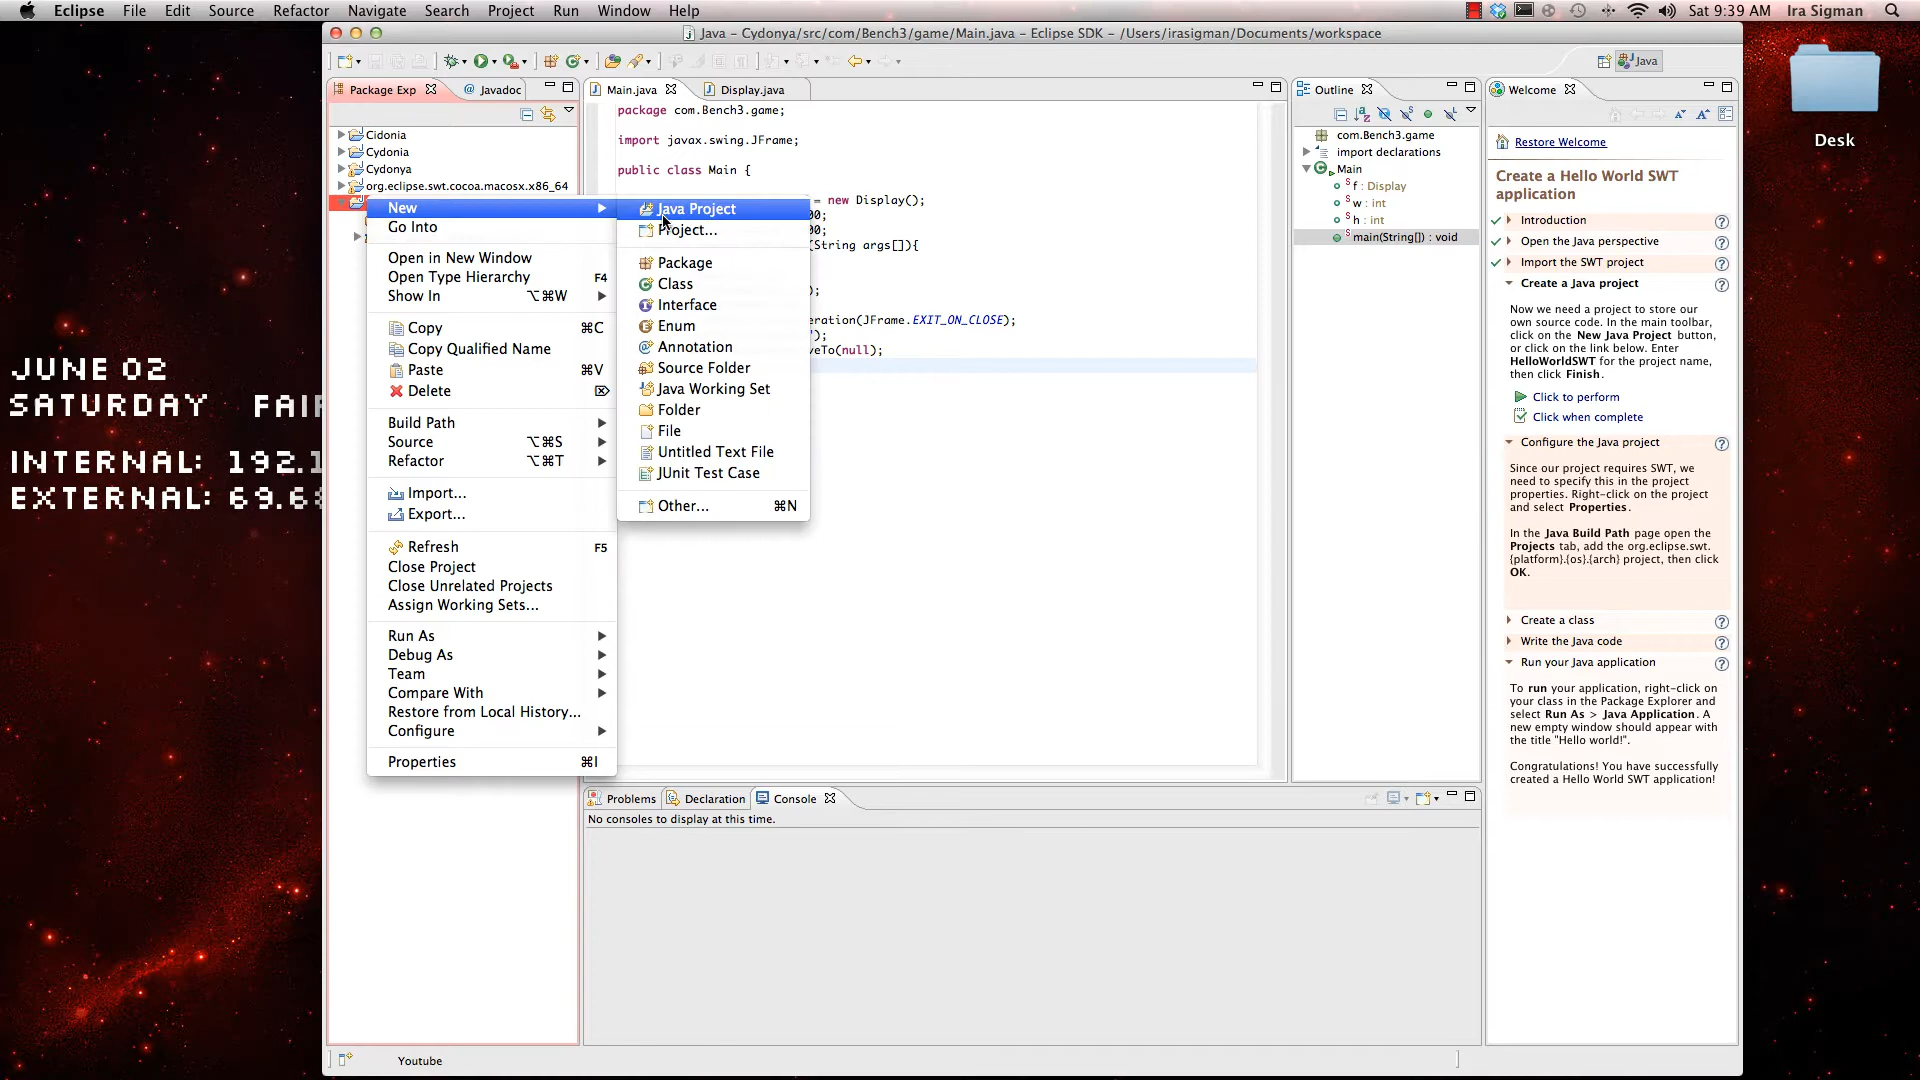 Eclipse File Edit Source Refactor Navigate Search Project Run Window Help Sat 9:39 AM Ira Sigman
Java – Cydonya/src/com/Bench3/game/Main.java – Eclipse SDK – /Users/irasigman/Documents/workspace
Java
Package Exp Javadoc
Main.java Display.java
Outline
Welcome
Cidonia
Cydonia
Cydonya
org.eclipse.swt.cocoa.macosx.x86_64
New
Go Into
Open in New Window
Open Type Hierarchy F4
Show In ⌥⌘W
Copy ⌘C
Copy Qualified Name
Paste ⌘V
Delete ⌦
Build Path
Source ⌥⌘S
Refactor ⌥⌘T
Import...
Export...
Refresh F5
Close Project
Close Unrelated Projects
Assign Working Sets...
Run As
Debug As
Team
Compare With
Restore from Local History...
Configure
Properties ⌘I
Java Project
Project...
Package
Class
Interface
Enum
Annotation
Source Folder
Java Working Set
Folder
File
Untitled Text File
JUnit Test Case
Other... ⌘N
package com.Bench3.game;
import javax.swing.JFrame;
public class Main {
= new Display();
00;
00;
(String args[]){
);
eration(JFrame.EXIT_ON_CLOSE);
");
veTo(null);
com.Bench3.game
import declarations
Main
S f : Display
S w : int
S h : int
S main(String[]) : void
Restore Welcome
Create a Hello World SWT
application
Introduction
Open the Java perspective
Import the SWT project
Create a Java project
Now we need a project to store our
own source code. In the main toolbar,
click on the New Java Project button,
or click on the link below. Enter
HelloWorldSWT for the project name,
then click Finish.
Click to perform
Click when complete
Configure the Java project
Since our project requires SWT, we
need to specify this in the project
properties. Right-click on the project
and select Properties.
In the Java Build Path page open the
Projects tab, add the org.eclipse.swt.
{platform}.{os}.{arch} project, then click
OK.
Create a class
Write the Java code
Run your Java application
To run your application, right-click on
your class in the Package Explorer and
select Run As > Java Application. A
new empty window should appear with
the title "Hello world!".
Congratulations! You have successfully
created a Hello World SWT application!
Problems Declaration Console
No consoles to display at this time.
Youtube
Desk
JUNE 02
SATURDAY FAI
INTERNAL: 192.1
EXTERNAL: 69.6